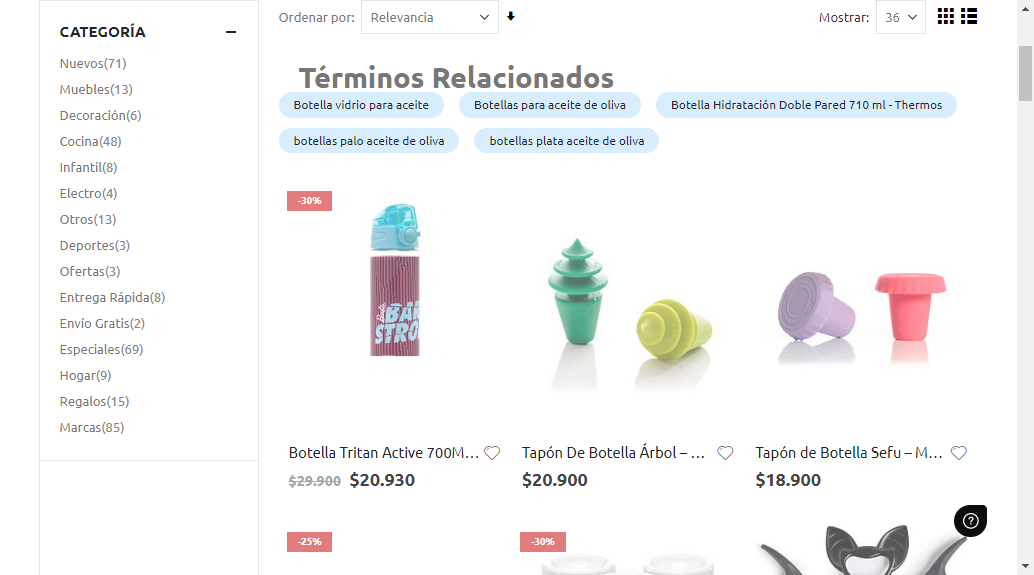 Ordenar por: Relevancia
Mostrar: 36
CATEGORÍA
Nuevos(71)
Muebles(13)
Decoración(6)
Cocina(48)
Infantil(8)
Electro(4)
Otros(13)
Deportes(3)
Ofertas(3)
Entrega Rápida(8)
Envío Gratis(2)
Especiales(69)
Hogar(9)
Regalos(15)
Marcas(85)
Términos Relacionados
Botella vidrio para aceite
Botellas para aceite de oliva
Botella Hidratación Doble Pared 710 ml - Thermos
botellas palo aceite de oliva
botellas plata aceite de oliva
-30%
Botella Tritan Active 700M...
$29.900 $20.930
Tapón De Botella Árbol – ...
$20.900
Tapón de Botella Sefu – M...
$18.900
-25%
-30%